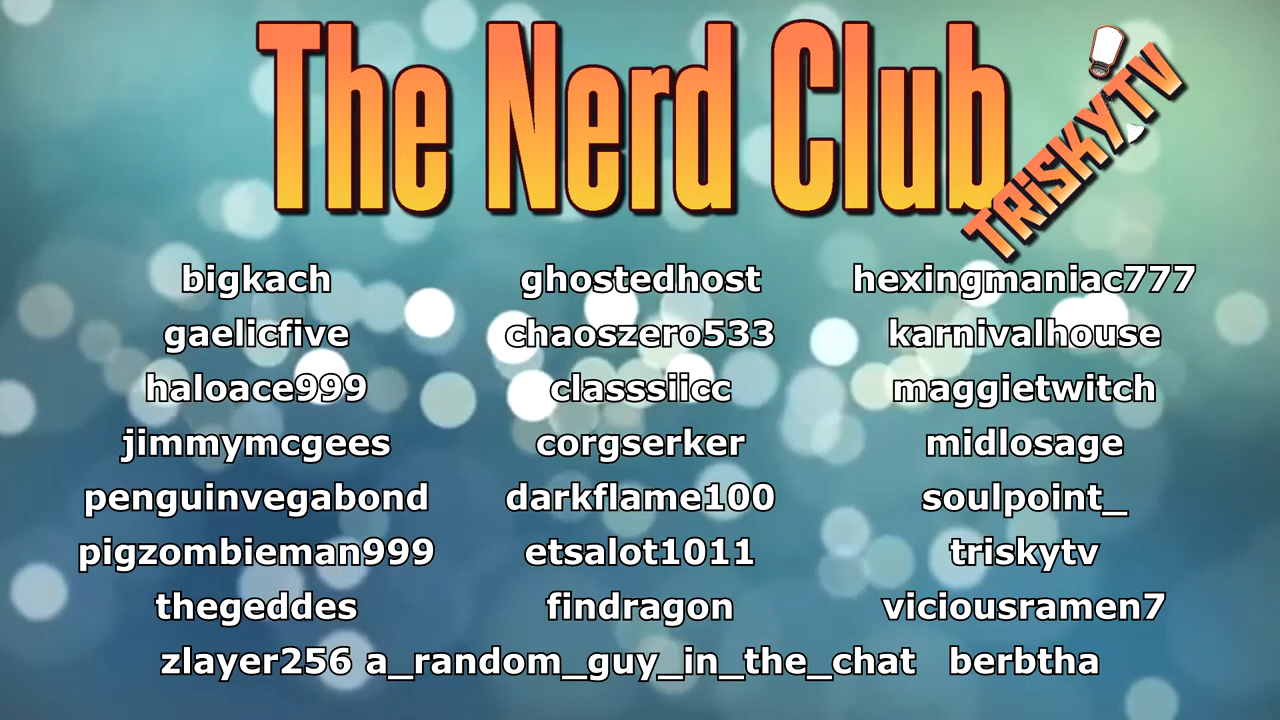 The Nerd Club
TRiSKYTV
bigkach ghostedhost hexingmaniac777
gaelicfive chaoszero533 karnivalhouse
haloace999 classsiicc maggietwitch
jimmymcgees corgserker midlosage
penguinvegabond darkflame100 soulpoint_
pigzombieman999 etsalot1011 triskytv
thegeddes findragon viciousramen7
zlayer256 a_random_guy_in_the_chat berbtha